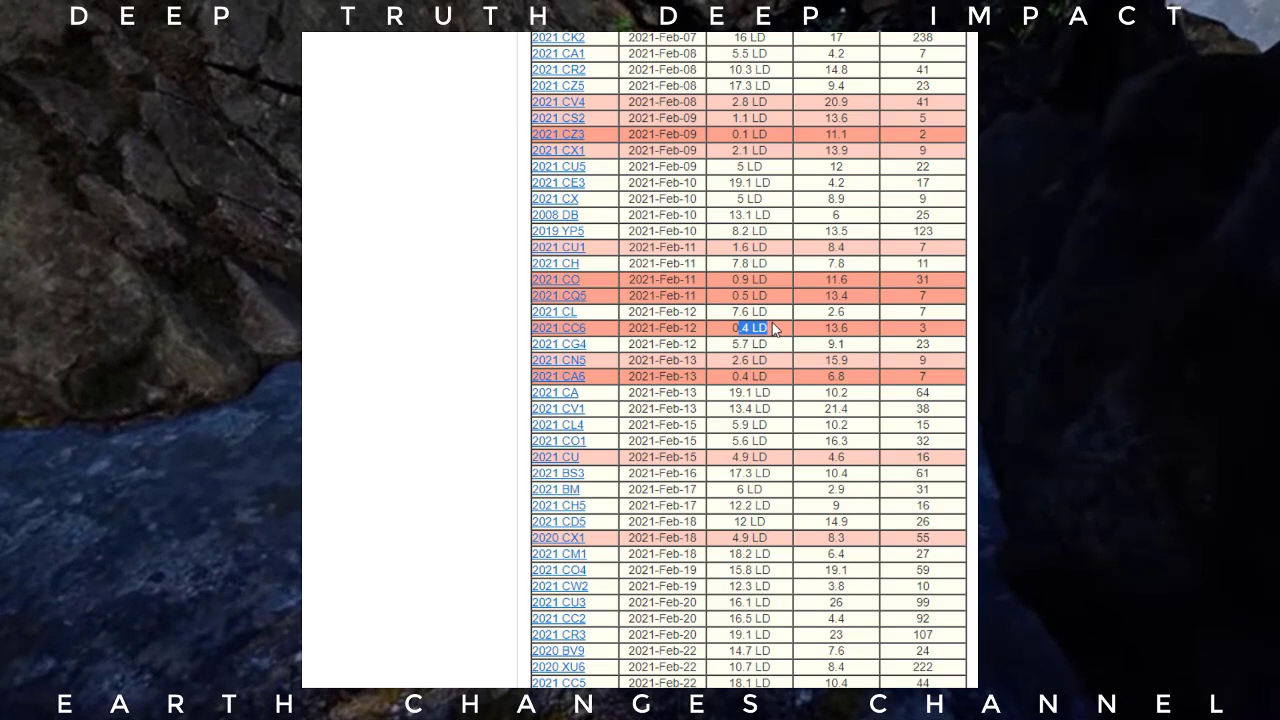 DEEP TRUTH DEEP IMPACT
2021 CK2 2021-Feb-07 16 LD 17 238
2021 CA1 2021-Feb-08 5.5 LD 4.2 7
2021 CR2 2021-Feb-08 10.3 LD 14.8 41
2021 CZ5 2021-Feb-08 17.3 LD 9.4 23
2021 CV4 2021-Feb-08 2.8 LD 20.9 41
2021 CS2 2021-Feb-09 1.1 LD 13.6 5
2021 CZ3 2021-Feb-09 0.1 LD 11.1 2
2021 CX1 2021-Feb-09 2.1 LD 13.9 9
2021 CU5 2021-Feb-09 5 LD 12 22
2021 CE3 2021-Feb-10 19.1 LD 4.2 17
2021 CX 2021-Feb-10 5 LD 8.9 9
2008 DB 2021-Feb-10 13.1 LD 6 25
2019 YP5 2021-Feb-10 8.2 LD 13.5 123
2021 CU1 2021-Feb-11 1.6 LD 8.4 7
2021 CH 2021-Feb-11 7.8 LD 7.8 11
2021 CO 2021-Feb-11 0.9 LD 11.6 31
2021 CQ5 2021-Feb-11 0.5 LD 13.4 7
2021 CL 2021-Feb-12 7.6 LD 2.6 7
2021 CC6 2021-Feb-12 0.4 LD 13.6 3
2021 CG4 2021-Feb-12 5.7 LD 9.1 23
2021 CN5 2021-Feb-13 2.6 LD 15.9 9
2021 CA6 2021-Feb-13 0.4 LD 6.8 7
2021 CA 2021-Feb-13 19.1 LD 10.2 64
2021 CV1 2021-Feb-13 13.4 LD 21.4 38
2021 CL4 2021-Feb-15 5.9 LD 10.2 15
2021 CO1 2021-Feb-15 5.6 LD 16.3 32
2021 CU 2021-Feb-15 4.9 LD 4.6 16
2021 BS3 2021-Feb-16 17.3 LD 10.4 61
2021 BM 2021-Feb-17 6 LD 2.9 31
2021 CH5 2021-Feb-17 12.2 LD 9 16
2021 CD5 2021-Feb-18 12 LD 14.9 26
2020 CX1 2021-Feb-18 4.9 LD 8.3 55
2021 CM1 2021-Feb-18 18.2 LD 6.4 27
2021 CO4 2021-Feb-19 15.8 LD 19.1 59
2021 CW2 2021-Feb-19 12.3 LD 3.8 10
2021 CU3 2021-Feb-20 16.1 LD 26 99
2021 CC2 2021-Feb-20 16.5 LD 4.4 92
2021 CR3 2021-Feb-20 19.1 LD 23 107
2020 BV9 2021-Feb-22 14.7 LD 7.6 24
2020 XU6 2021-Feb-22 10.7 LD 8.4 222
2021 CC5 2021-Feb-22 18.1 LD 10.4 44
EARTH CHANGES CHANNEL